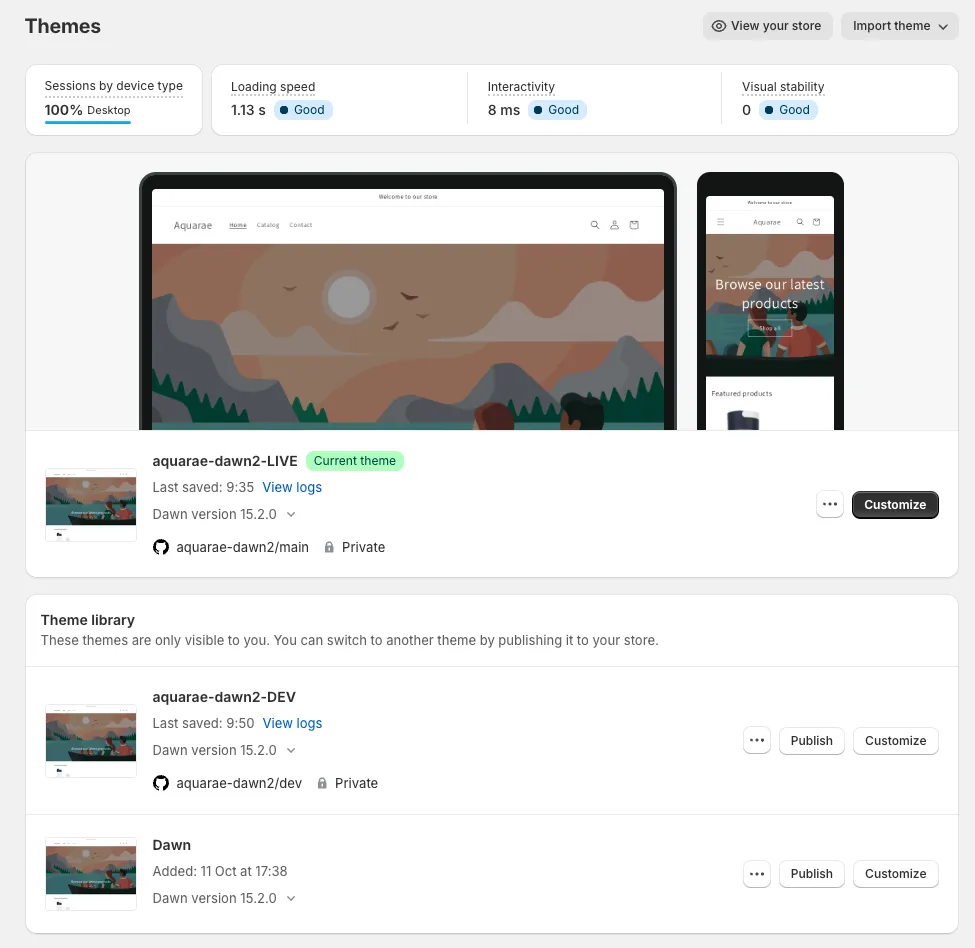 Themes
View your store
Import theme
Sessions by device type
100% Desktop
Loading speed
1.13 s Good
Interactivity
8 ms Good
Visual stability
0 Good
Welcome to our store
Aquarae Home Catalog Contact
Welcome to our store
Aquarae
Browse our latest
products
Shop all
Featured products
aquarae-dawn2-LIVE Current theme
Last saved: 9:35 View logs
Dawn version 15.2.0
aquarae-dawn2/main Private
Customize
Theme library
These themes are only visible to you. You can switch to another theme by publishing it to your store.
aquarae-dawn2-DEV
Last saved: 9:50 View logs
Dawn version 15.2.0
aquarae-dawn2/dev Private
Publish Customize
Dawn
Added: 11 Oct at 17:38
Dawn version 15.2.0
Publish Customize